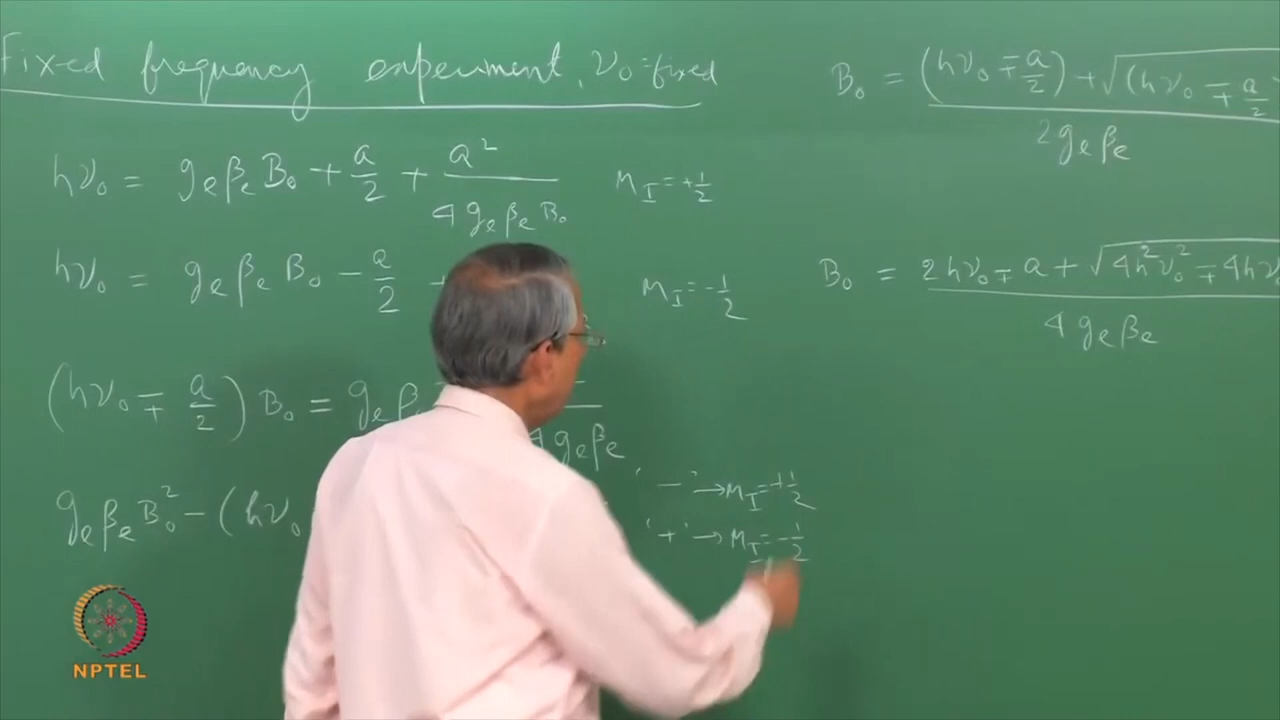 Fixed frequency experiment, ν₀=fixed
hν₀ = gₑβₑB₀ + a/2 + a²/4gₑβₑB₀ M_I=+1/2
hν₀ = gₑβₑB₀ − a/2 + M_I=−1/2
(hν₀ ∓ a/2) B₀ = gₑβₑ 4gₑβₑ
gₑβₑB₀² − (hν₀
'−' → M_I=+1/2
'+' → M_I=−1/2
B₀ = (hν₀ ∓ a/2) + √(hν₀ ∓ a/2) / 2gₑβₑ
B₀ = 2hν₀ ∓ a + √4h²ν₀² ∓ 4hν / 4gₑβₑ
NPTEL